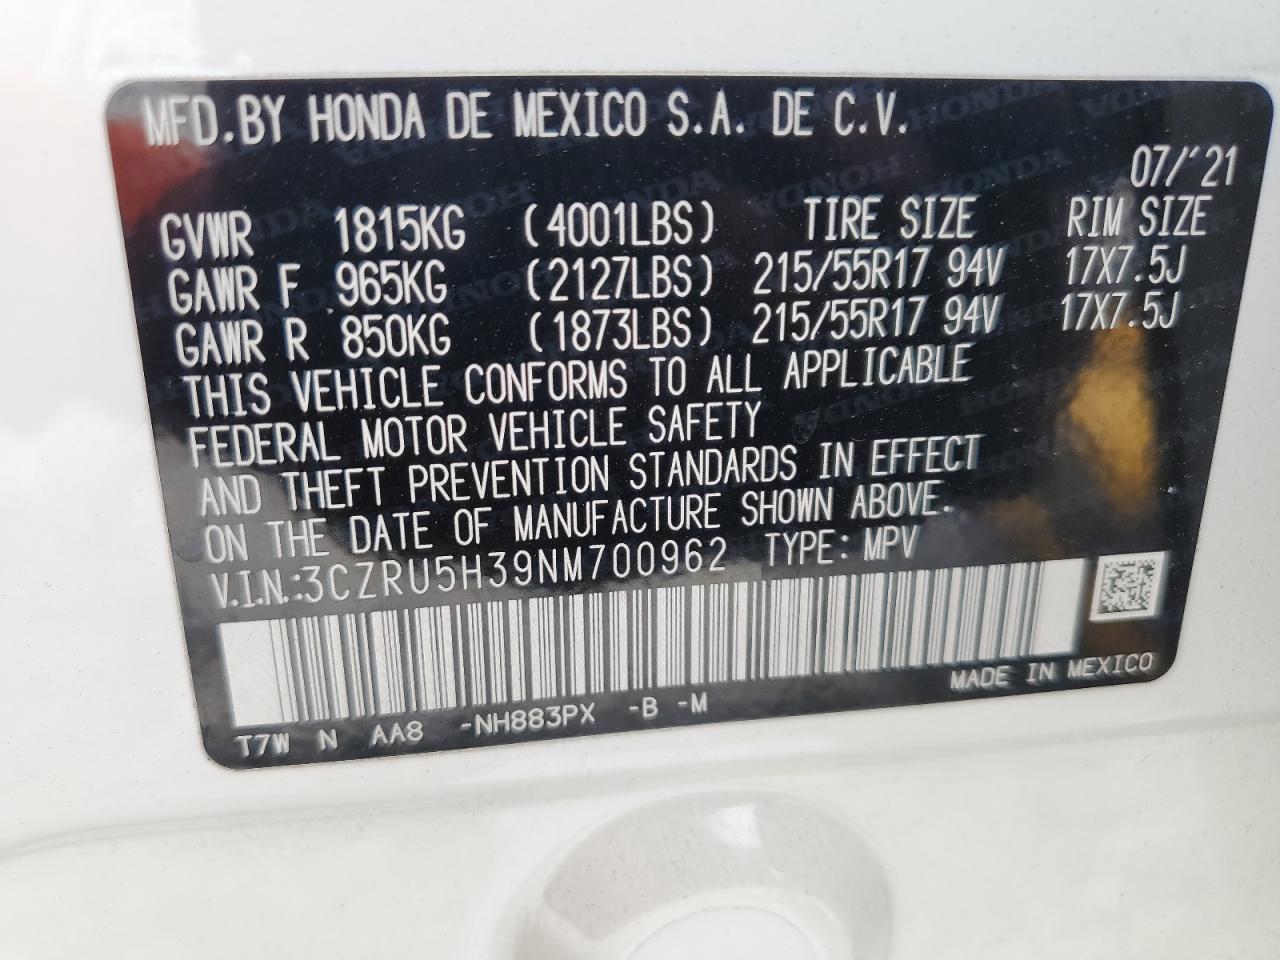 MFD.BY HONDA DE MEXICO S.A. DE C.V.
07/'21
GVWR 1815KG (4001LBS) TIRE SIZE RIM SIZE
GAWR F 965KG (2127LBS) 215/55R17 94V 17X7.5J
GAWR R 850KG (1873LBS) 215/55R17 94V 17X7.5J
THIS VEHICLE CONFORMS TO ALL APPLICABLE
FEDERAL MOTOR VEHICLE SAFETY
AND THEFT PREVENTION STANDARDS IN EFFECT
ON THE DATE OF MANUFACTURE SHOWN ABOVE.
V.I.N.:3CZRU5H39NM700962 TYPE: MPV
MADE IN MEXICO
T7W N AA8 -NH883PX -B -M